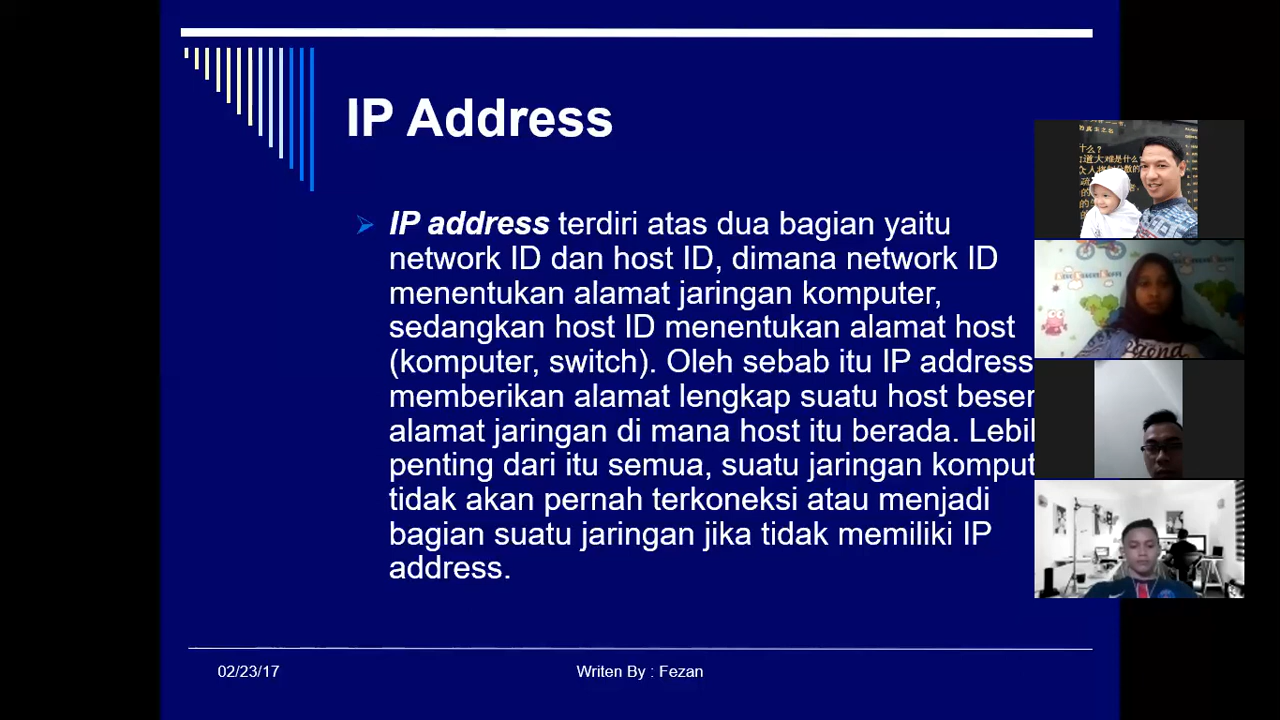 IP Address
IP address terdiri atas dua bagian yaitu
network ID dan host ID, dimana network ID
menentukan alamat jaringan komputer,
sedangkan host ID menentukan alamat host
(komputer, switch). Oleh sebab itu IP address
memberikan alamat lengkap suatu host beser
alamat jaringan di mana host itu berada. Lebil
penting dari itu semua, suatu jaringan komput
tidak akan pernah terkoneksi atau menjadi
bagian suatu jaringan jika tidak memiliki IP
address.
02/23/17
Writen By : Fezan
什么?